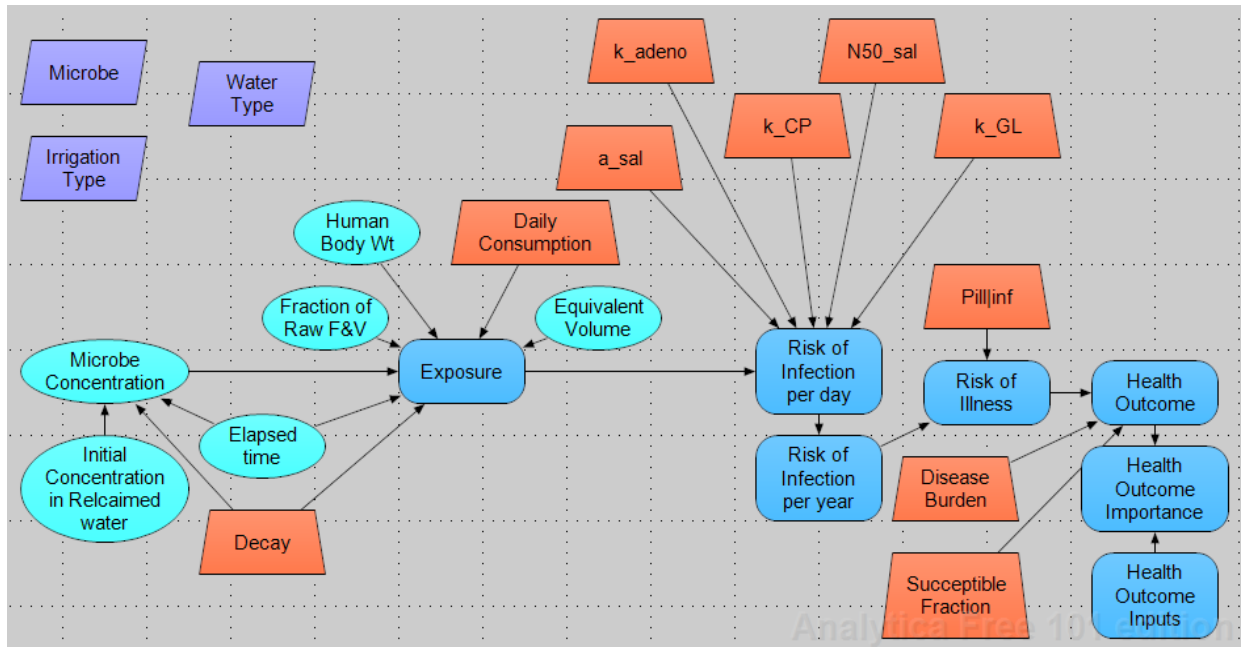 Microbe
Water
Type
Irrigation
Type
k_adeno
N50_sal
k_CP
k_GL
a_sal
Human
Body Wt
Daily
Consumption
Fraction of
Raw F&V
Equivalent
Volume
Pill|inf
Microbe
Concentration
Exposure
Risk of
Infection
per day
Risk of
Illness
Health
Outcome
Elapsed
time
Initial
Concentration
in Relcaimed
water
Decay
Risk of
Infection
per year
Disease
Burden
Health
Outcome
Importance
Succeptible
Fraction
Health
Outcome
Inputs
Analytica Free 101 edition